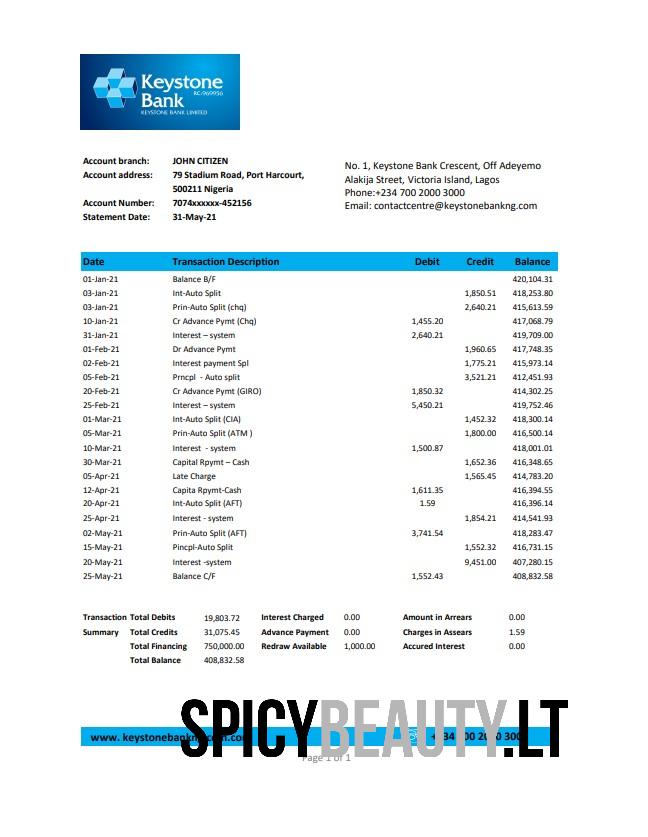 Keystone
RC-969956
Bank
KEYSTONE BANK LIMITED
Account branch: JOHN CITIZEN
Account address: 79 Stadium Road, Port Harcourt,
500211 Nigeria
Account Number: 7074xxxxxx-452156
Statement Date: 31-May-21
No. 1, Keystone Bank Crescent, Off Adeyemo
Alakija Street, Victoria Island, Lagos
Phone:+234 700 2000 3000
Email: contactcentre@keystonebankng.com
Date Transaction Description Debit Credit Balance
01-Jan-21 Balance B/F 420,104.31
03-Jan-21 Int-Auto Split 1,850.51 418,253.80
03-Jan-21 Prin-Auto Split (chq) 2,640.21 415,613.59
10-Jan-21 Cr Advance Pymt (Chq) 1,455.20 417,068.79
31-Jan-21 Interest – system 2,640.21 419,709.00
01-Feb-21 Dr Advance Pymt 1,960.65 417,748.35
02-Feb-21 Interest payment Spl 1,775.21 415,973.14
05-Feb-21 Prncpl - Auto split 3,521.21 412,451.93
20-Feb-21 Cr Advance Pymt (GIRO) 1,850.32 414,302.25
25-Feb-21 Interest – system 5,450.21 419,752.46
01-Mar-21 Int-Auto Split (CIA) 1,452.32 418,300.14
05-Mar-21 Prin-Auto Split (ATM ) 1,800.00 416,500.14
10-Mar-21 Interest - system 1,500.87 418,001.01
30-Mar-21 Capital Rpymt – Cash 1,652.36 416,348.65
05-Apr-21 Late Charge 1,565.45 414,783.20
12-Apr-21 Capita Rpymt-Cash 1,611.35 416,394.55
20-Apr-21 Int-Auto Split (AFT) 1.59 416,396.14
25-Apr-21 Interest - system 1,854.21 414,541.93
02-May-21 Prin-Auto Split (AFT) 3,741.54 418,283.47
15-May-21 Pincpl-Auto Split 1,552.32 416,731.15
20-May-21 Interest -system 9,451.00 407,280.15
25-May-21 Balance C/F 1,552.43 408,832.58
Transaction Total Debits 19,803.72 Interest Charged 0.00 Amount in Arrears 0.00
Summary Total Credits 31,075.45 Advance Payment 0.00 Charges in Assears 1.59
Total Financing 750,000.00 Redraw Available 1,000.00 Accured Interest 0.00
Total Balance 408,832.58
SPICYBEAUTY.LT
www. keystonebankng.com
Page 1 of 1